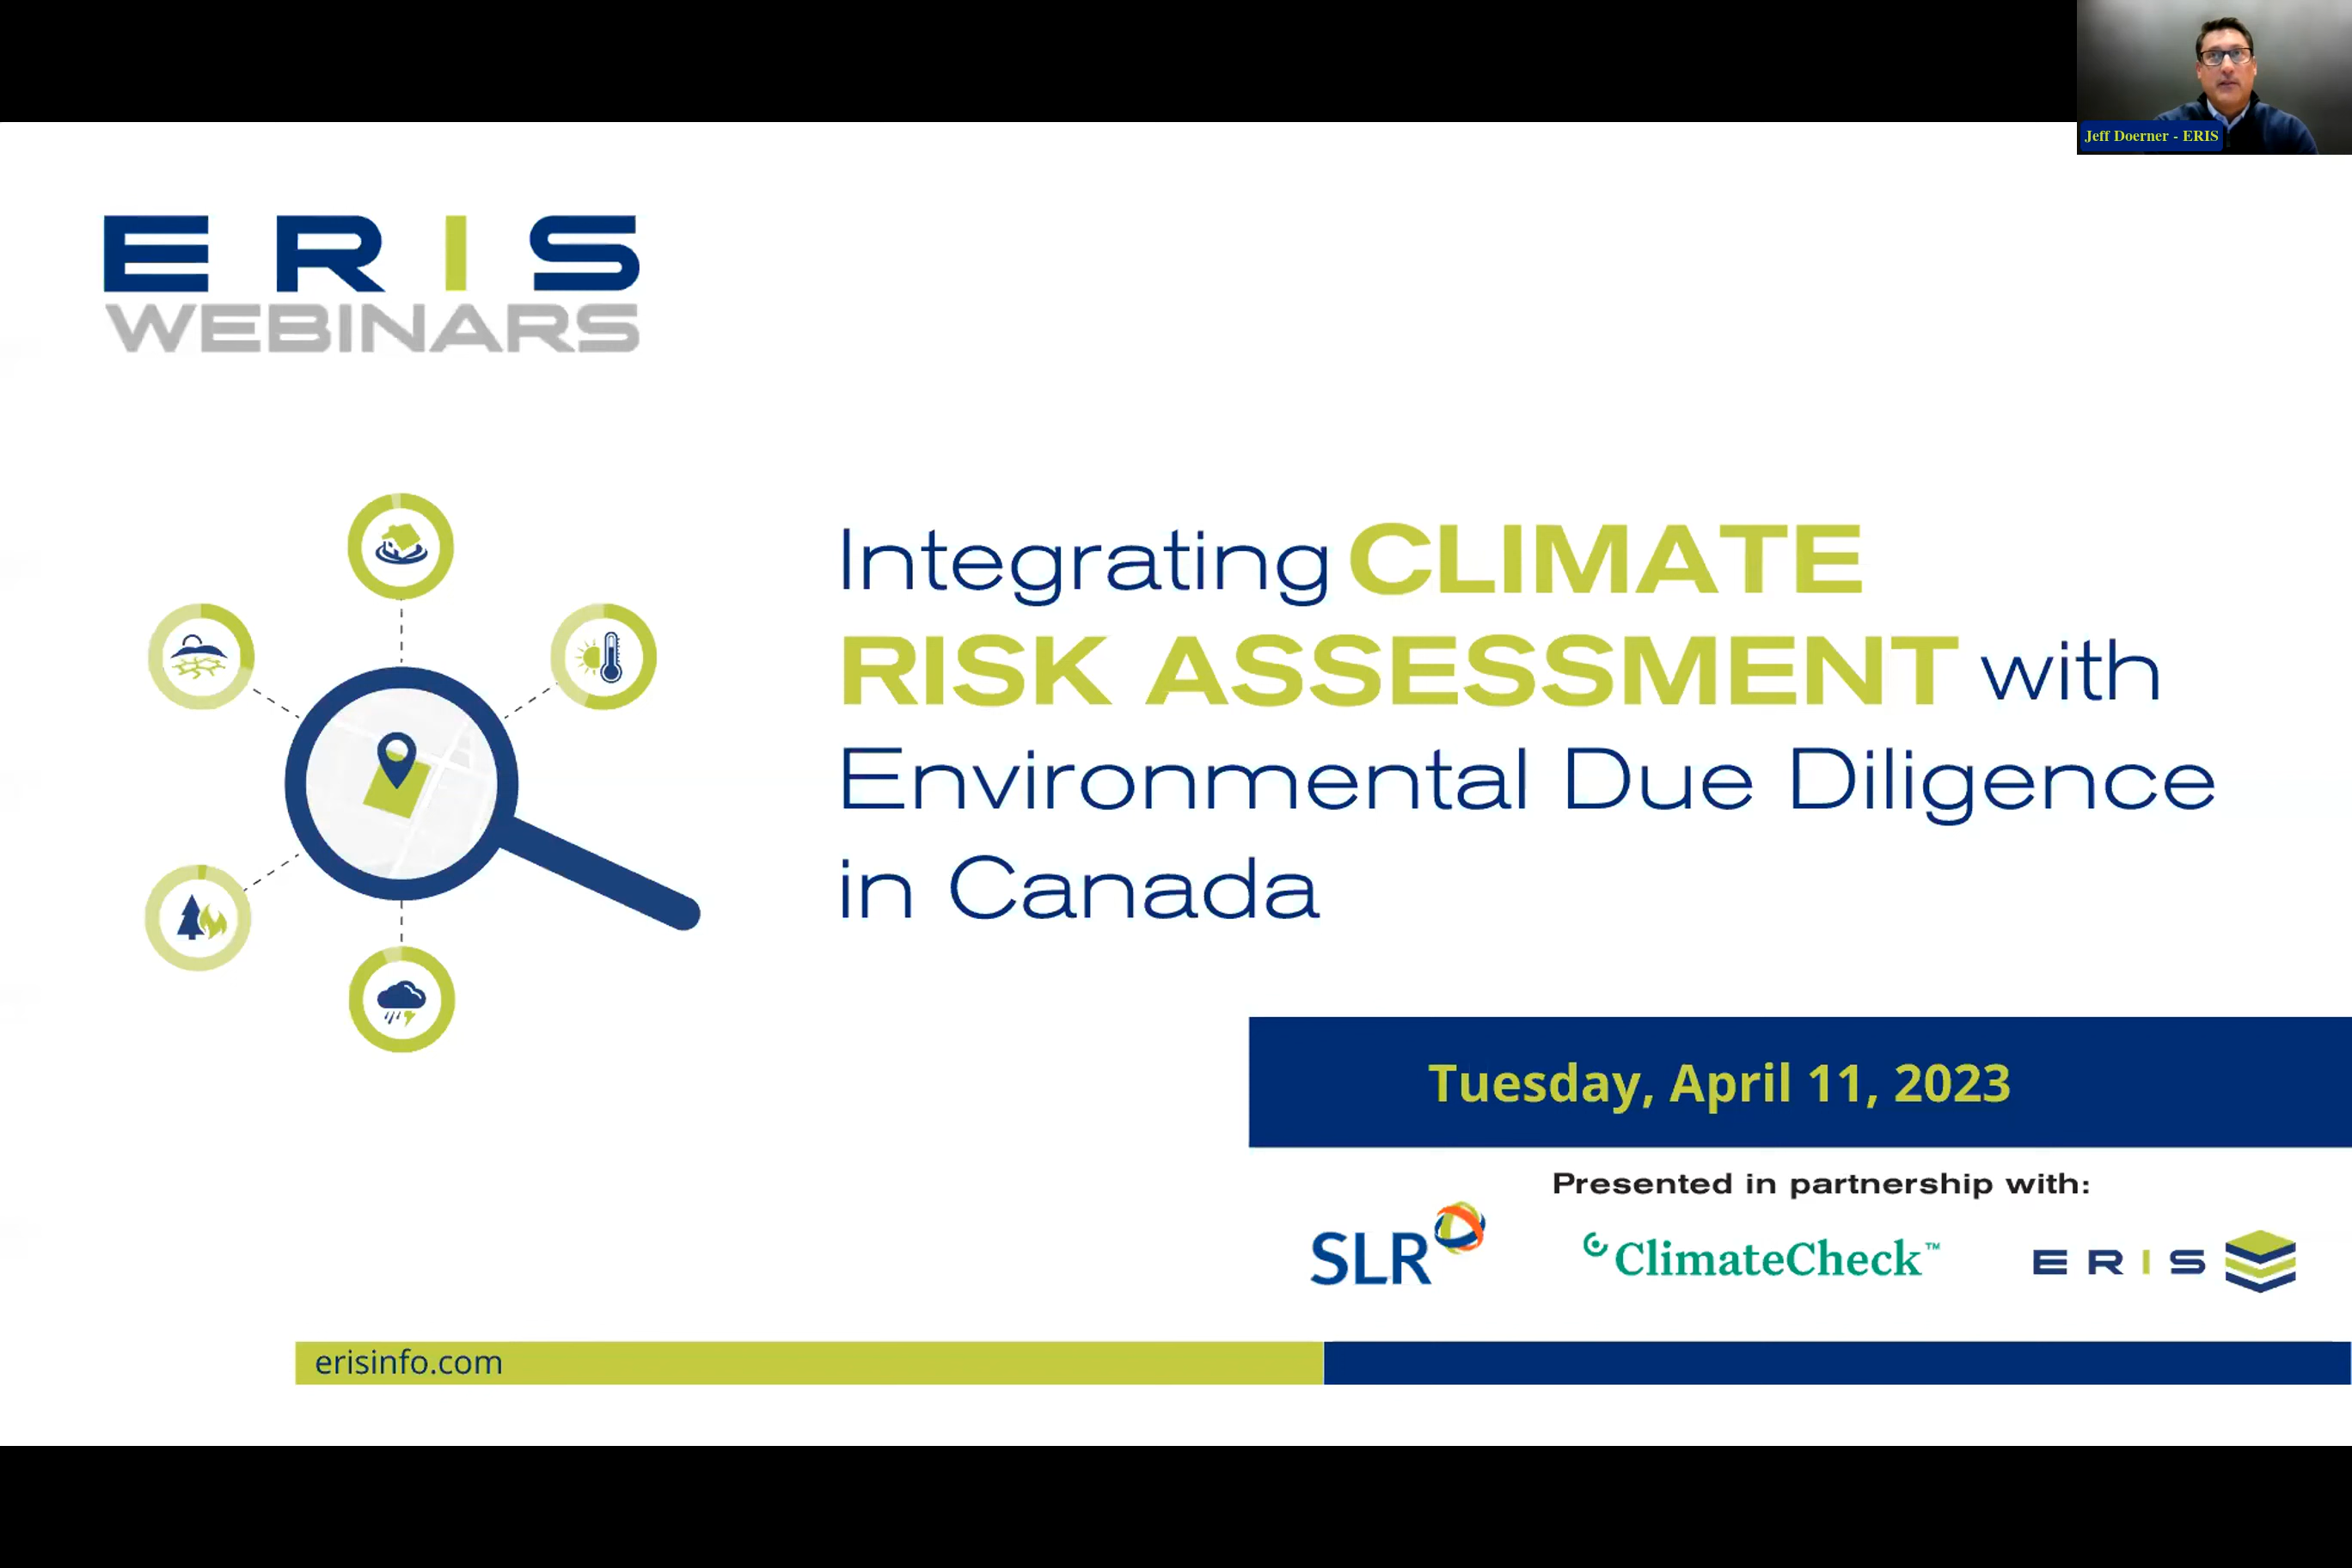 Jeff Doerner - ERIS
ERIS
WEBINARS
Integrating CLIMATE
RISK ASSESSMENT with
Environmental Due Diligence
in Canada
Tuesday, April 11, 2023
Presented in partnership with:
SLR
ClimateCheck™
ERIS
erisinfo.com